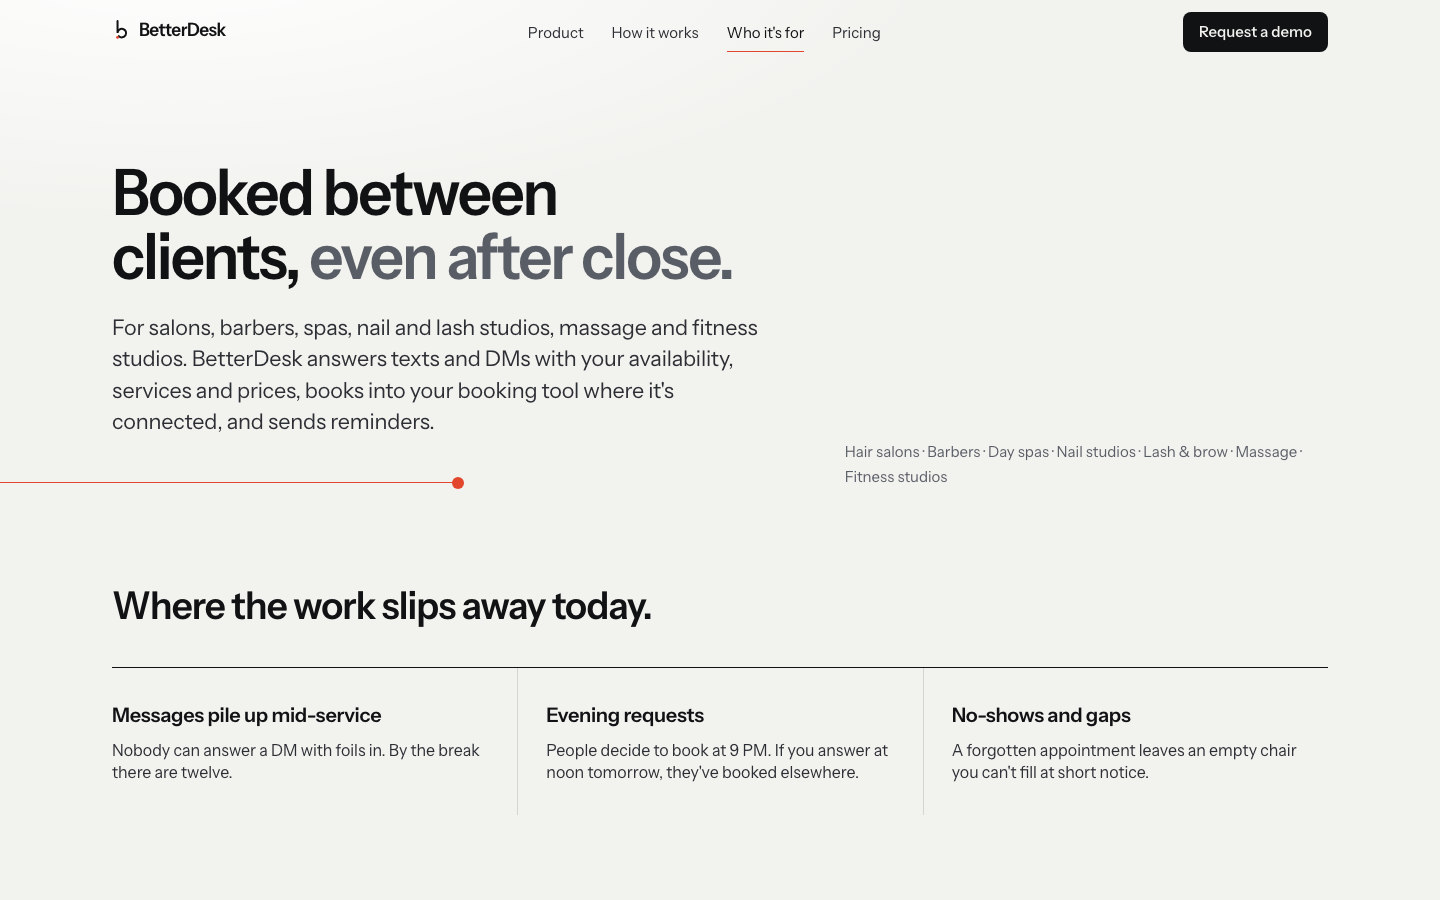 BetterDesk
Product
How it works
Who it's for
Pricing
Request a demo
Booked between
clients, even after close.
For salons, barbers, spas, nail and lash studios, massage and fitness
studios. BetterDesk answers texts and DMs with your availability,
services and prices, books into your booking tool where it's
connected, and sends reminders.
Hair salons · Barbers · Day spas · Nail studios · Lash & brow · Massage ·
Fitness studios
Where the work slips away today.
Messages pile up mid-service
Nobody can answer a DM with foils in. By the break
there are twelve.
Evening requests
People decide to book at 9 PM. If you answer at
noon tomorrow, they've booked elsewhere.
No-shows and gaps
A forgotten appointment leaves an empty chair
you can't fill at short notice.